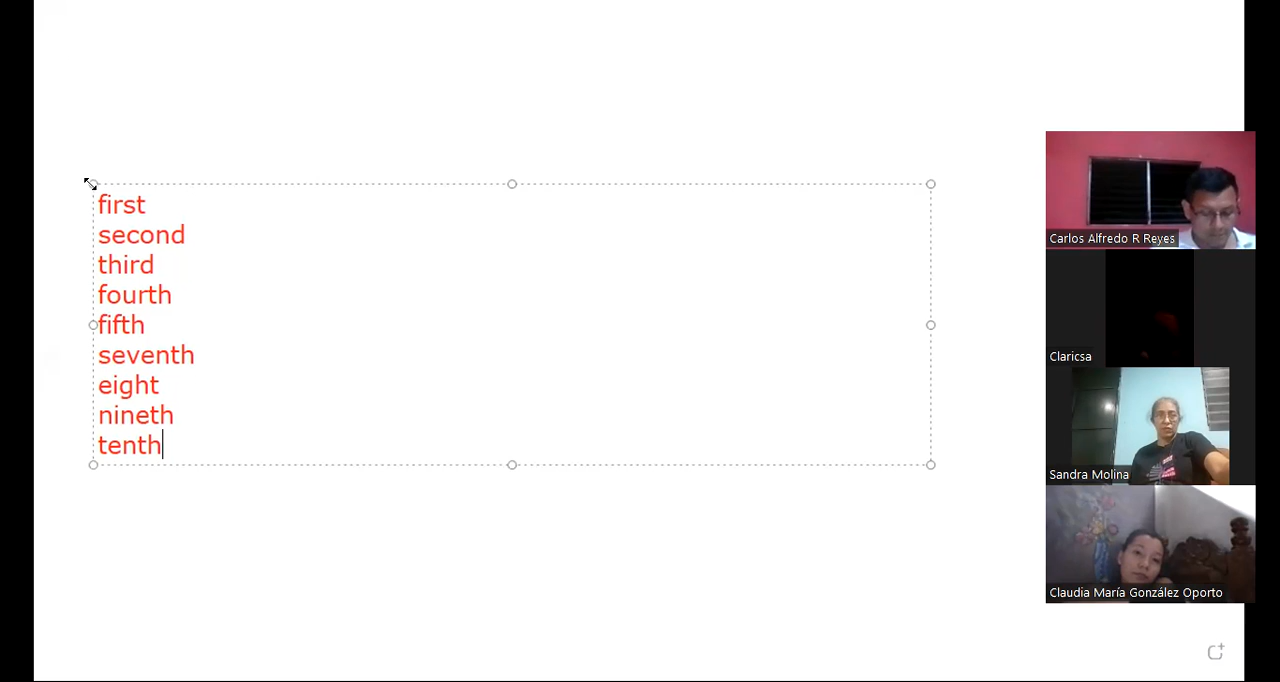 first
second
third
fourth
fifth
seventh
eight
nineth
tenth
Carlos Alfredo R Reyes
Claricsa
Sandra Molina
Claudia María González Oporto